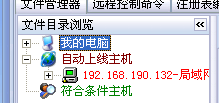 文件管理器 远程控制命令 注册表编
文件目录浏览
我的电脑
自动上线主机
192.168.190.132-局域网
符合条件主机